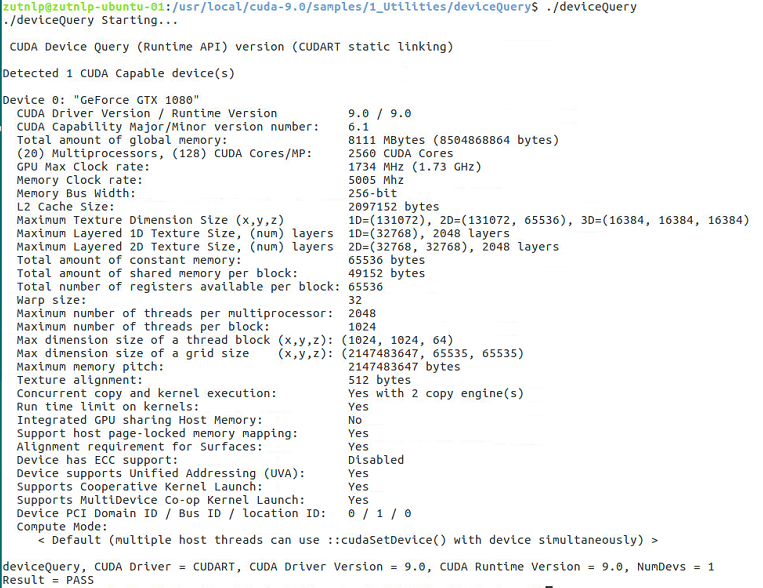 zutnlp@zutnlp-ubuntu-01:/usr/local/cuda-9.0/samples/1_Utilities/deviceQuery$ ./deviceQuery
./deviceQuery Starting...

 CUDA Device Query (Runtime API) version (CUDART static linking)

Detected 1 CUDA Capable device(s)

Device 0: "GeForce GTX 1080"
  CUDA Driver Version / Runtime Version          9.0 / 9.0
  CUDA Capability Major/Minor version number:    6.1
  Total amount of global memory:                 8111 MBytes (8504868864 bytes)
  (20) Multiprocessors, (128) CUDA Cores/MP:     2560 CUDA Cores
  GPU Max Clock rate:                            1734 MHz (1.73 GHz)
  Memory Clock rate:                             5005 Mhz
  Memory Bus Width:                              256-bit
  L2 Cache Size:                                 2097152 bytes
  Maximum Texture Dimension Size (x,y,z)         1D=(131072), 2D=(131072, 65536), 3D=(16384, 16384, 16384)
  Maximum Layered 1D Texture Size, (num) layers  1D=(32768), 2048 layers
  Maximum Layered 2D Texture Size, (num) layers  2D=(32768, 32768), 2048 layers
  Total amount of constant memory:               65536 bytes
  Total amount of shared memory per block:       49152 bytes
  Total number of registers available per block: 65536
  Warp size:                                     32
  Maximum number of threads per multiprocessor:  2048
  Maximum number of threads per block:           1024
  Max dimension size of a thread block (x,y,z): (1024, 1024, 64)
  Max dimension size of a grid size    (x,y,z): (2147483647, 65535, 65535)
  Maximum memory pitch:                          2147483647 bytes
  Texture alignment:                             512 bytes
  Concurrent copy and kernel execution:          Yes with 2 copy engine(s)
  Run time limit on kernels:                     Yes
  Integrated GPU sharing Host Memory:            No
  Support host page-locked memory mapping:       Yes
  Alignment requirement for Surfaces:            Yes
  Device has ECC support:                        Disabled
  Device supports Unified Addressing (UVA):      Yes
  Supports Cooperative Kernel Launch:            Yes
  Supports MultiDevice Co-op Kernel Launch:      Yes
  Device PCI Domain ID / Bus ID / location ID:   0 / 1 / 0
  Compute Mode:
     < Default (multiple host threads can use ::cudaSetDevice() with device simultaneously) >

deviceQuery, CUDA Driver = CUDART, CUDA Driver Version = 9.0, CUDA Runtime Version = 9.0, NumDevs = 1
Result = PASS